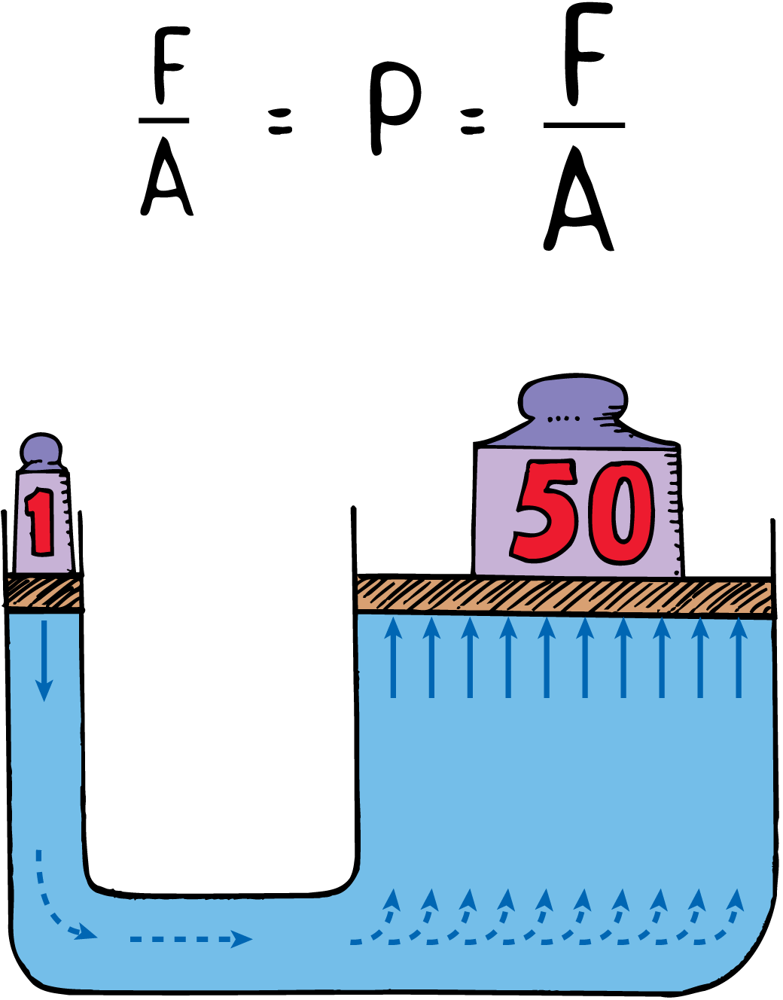 F/A = P = F/A
1
50